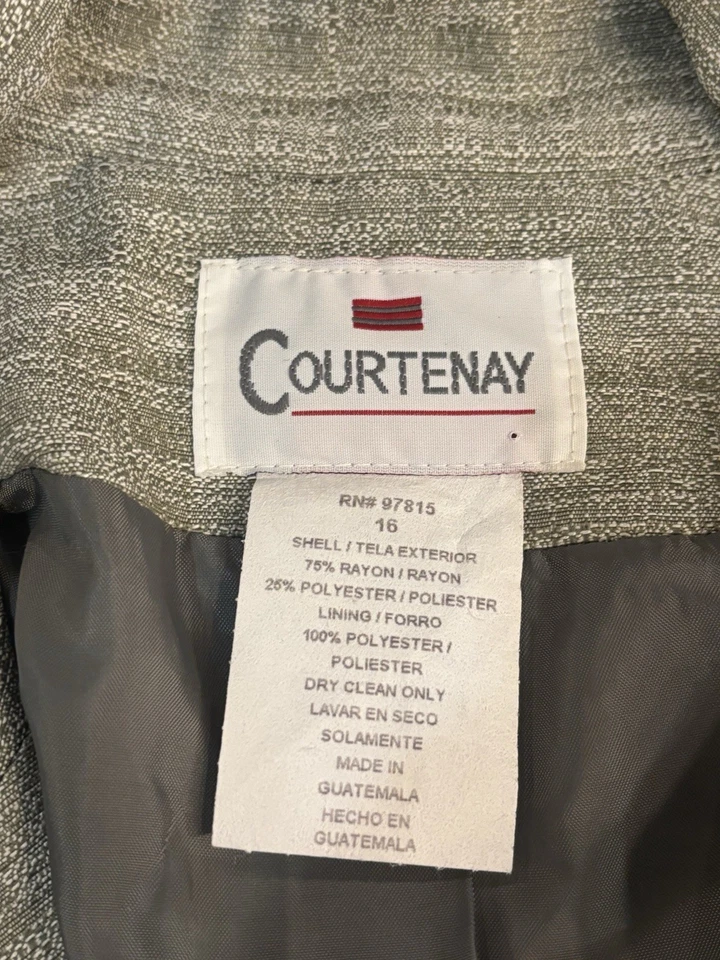 COURTENAY
RN# 97815
16
SHELL / TELA EXTERIOR
75% RAYON / RAYON
25% POLYESTER / POLIESTER
LINING / FORRO
100% POLYESTER /
POLIESTER
DRY CLEAN ONLY
LAVAR EN SECO
SOLAMENTE
MADE IN
GUATEMALA
HECHO EN
GUATEMALA